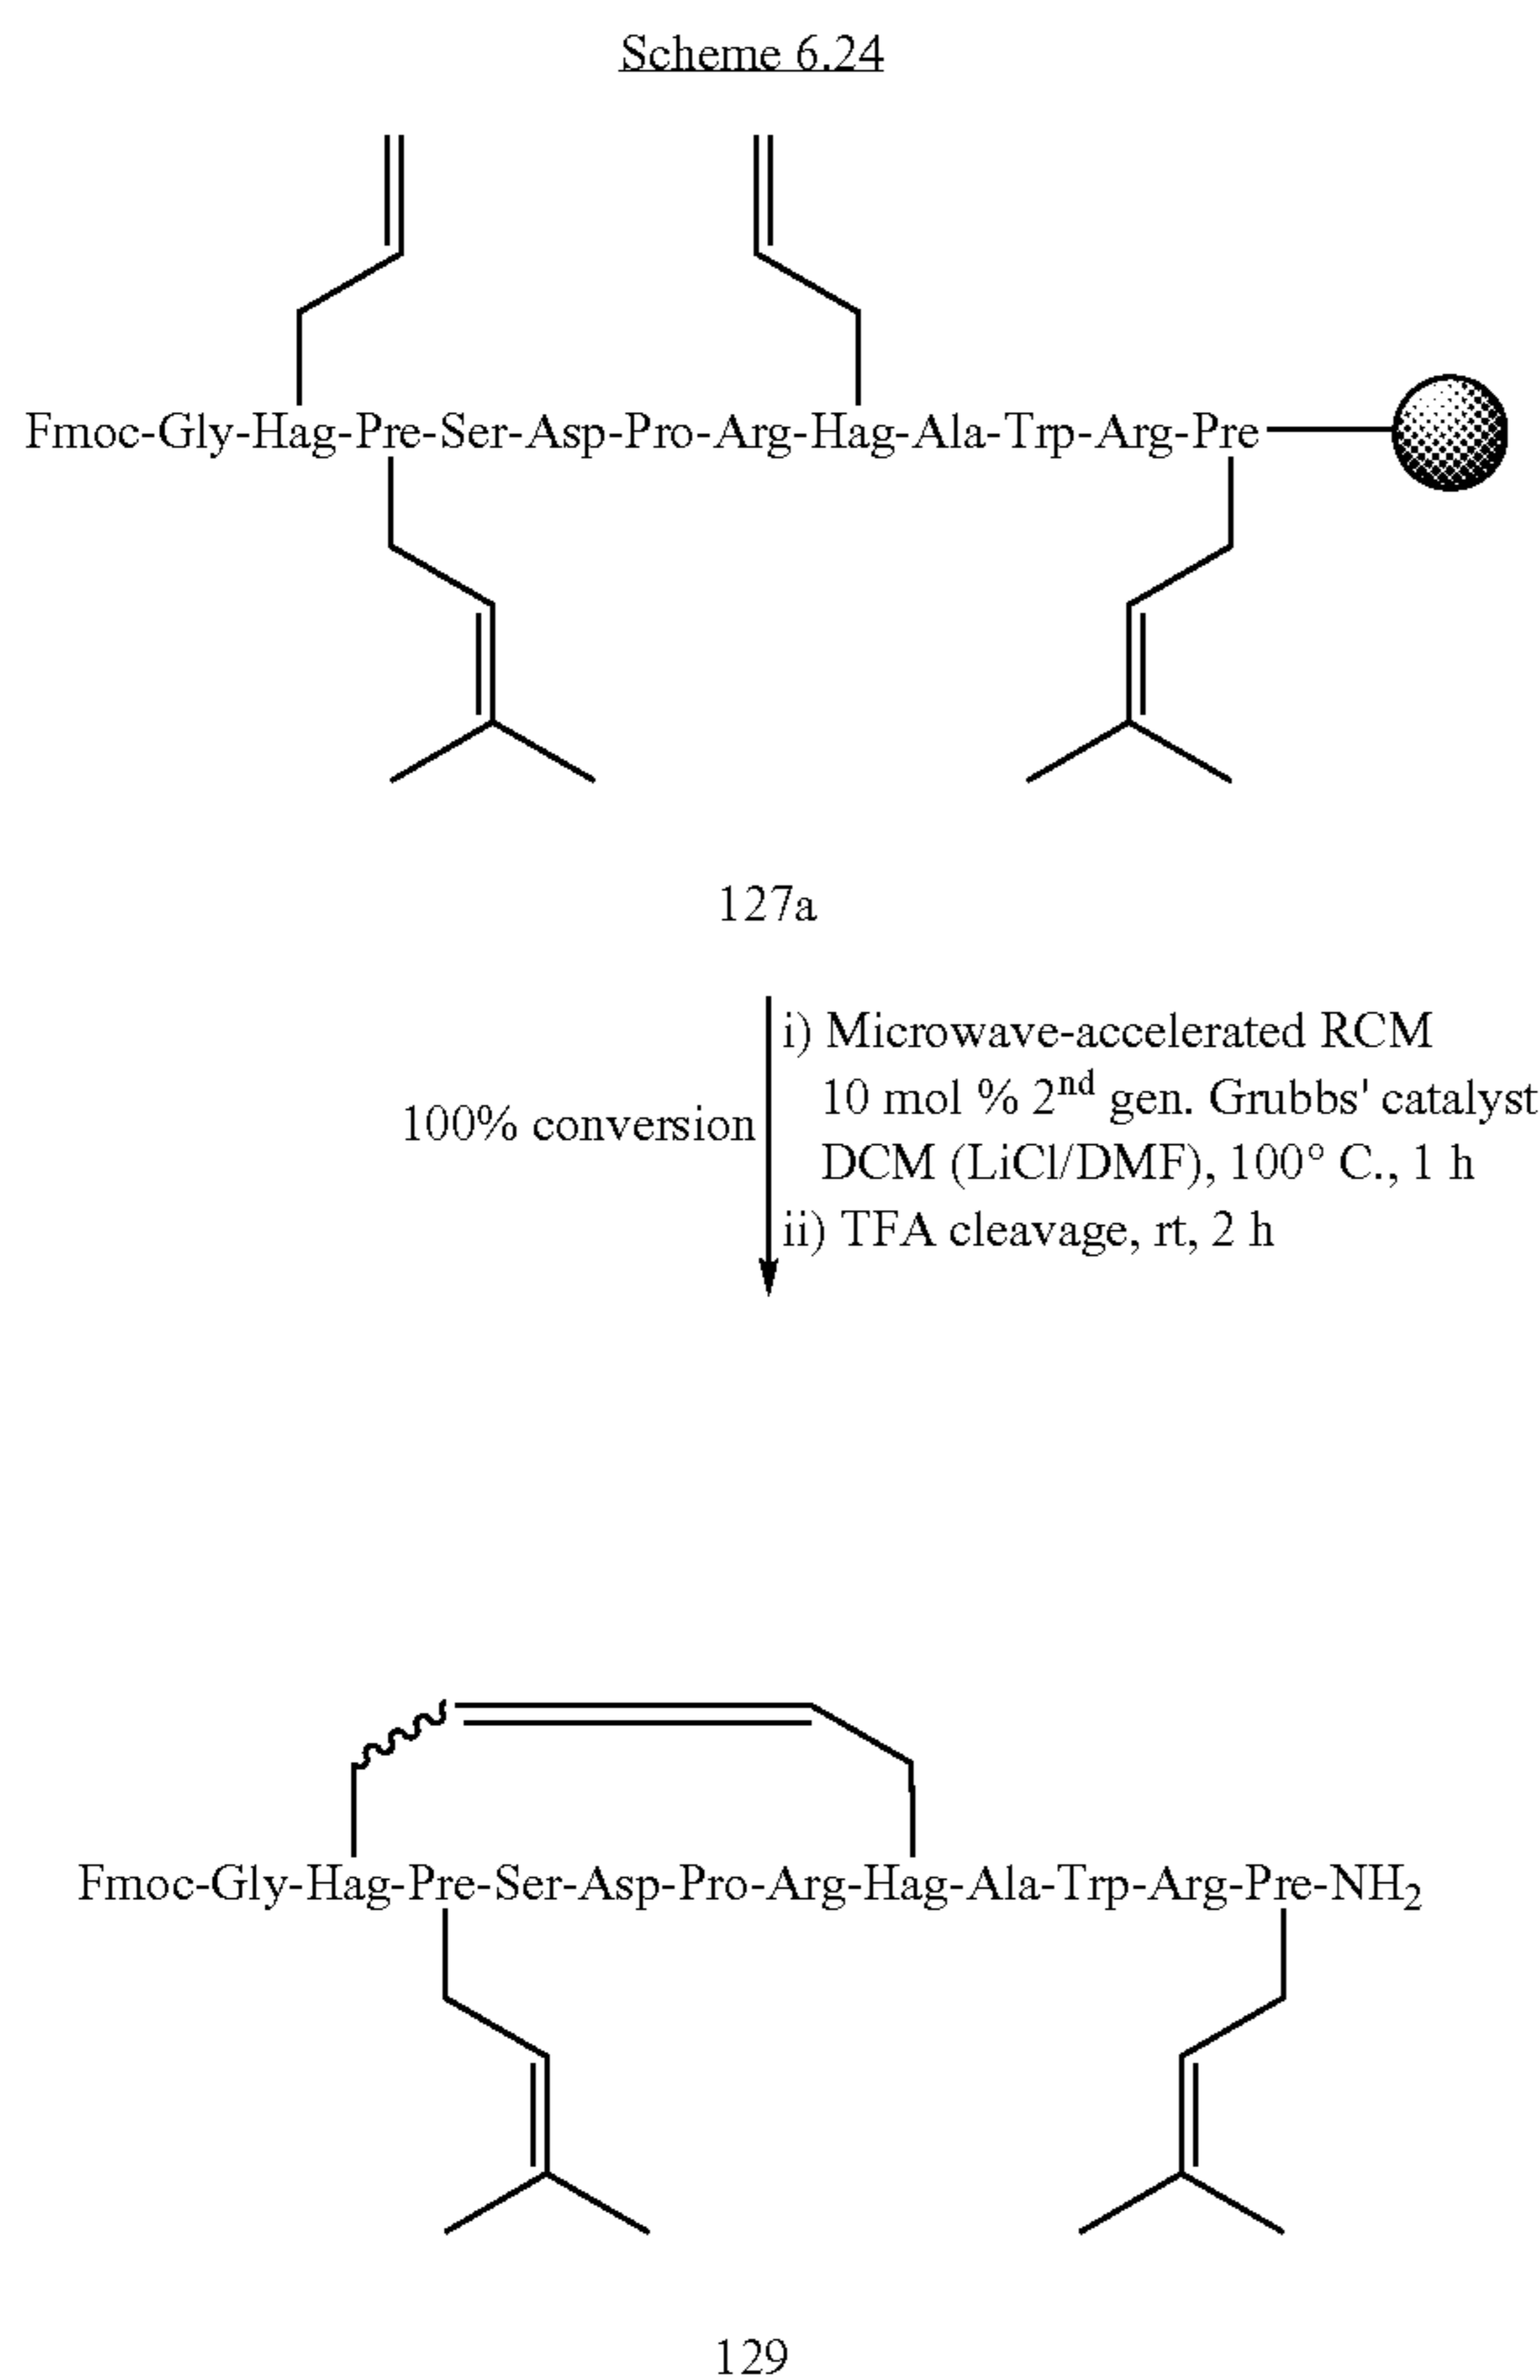 Scheme 6.24
Fmoc-Gly-Hag-Pre-Ser-Asp-Pro-Arg-Hag-Ala-Trp-Arg-Pre
127a
100% conversion
i) Microwave-accelerated RCM
10 mol % 2nd gen. Grubbs' catalyst
DCM (LiCl/DMF), 100° C., 1 h
ii) TFA cleavage, rt, 2 h
Fmoc-Gly-Hag-Pre-Ser-Asp-Pro-Arg-Hag-Ala-Trp-Arg-Pre-NH2
129